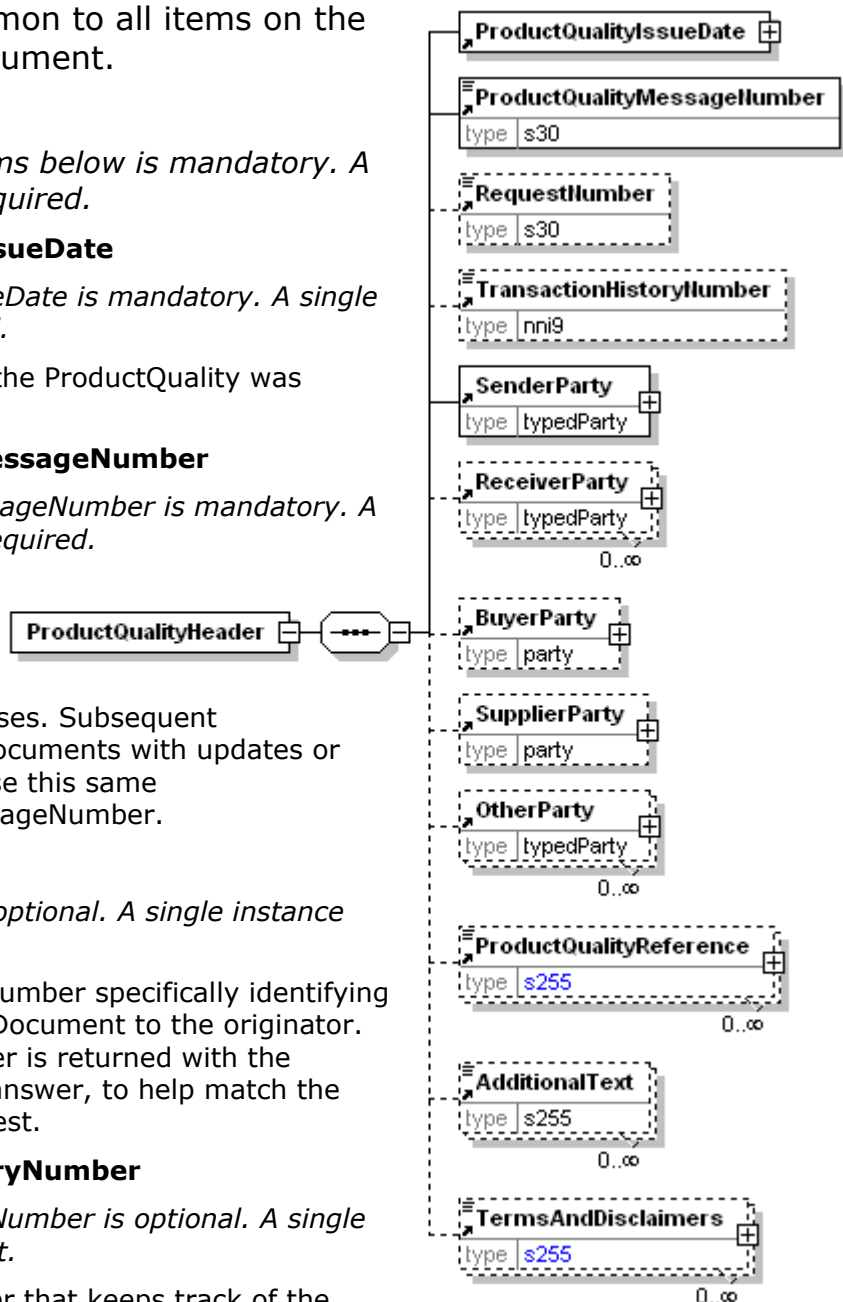 mon to all items on the
ument.
ms below is mandatory. A
quired.
sueDate
eDate is mandatory. A single
the ProductQuality was
essageNumber
ageNumber is mandatory. A
equired.
ses. Subsequent
ocuments with updates or
se this same
ageNumber.
optional. A single instance
umber specifically identifying
Document to the originator.
er is returned with the
answer, to help match the
est.
ryNumber
Number is optional. A single
t.
er that keeps track of the
ProductQualityHeader
ProductQualityIssueDate
ProductQualityMessageNumber
type s30
RequestNumber
type s30
TransactionHistoryNumber
type nni9
SenderParty
type typedParty
ReceiverParty
type typedParty
0..∞
BuyerParty
type party
SupplierParty
type party
OtherParty
type typedParty
0..∞
ProductQualityReference
type s255
0..∞
AdditionalText
type s255
0..∞
TermsAndDisclaimers
type s255
0..∞